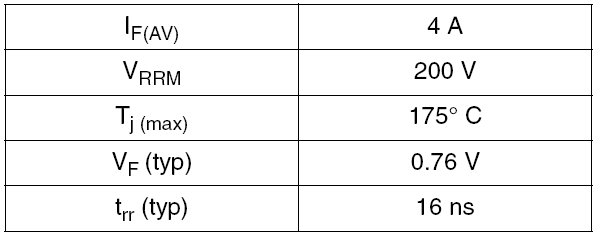 IF(AV) 4 A
VRRM 200 V
Tj (max) 175° C
VF (typ) 0.76 V
trr (typ) 16 ns